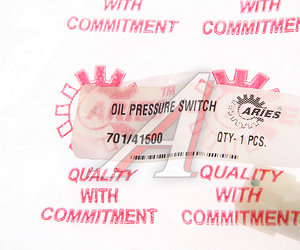 WITH
COMMITMENT
WITH
COMMITMENT
TM
OIL PRESSURE SWITCH
ARIES
701/41500
QTY- 1 PCS.
QUALITY
WITH
COMMITMENT
QUALITY
WITH
COMMITMENT